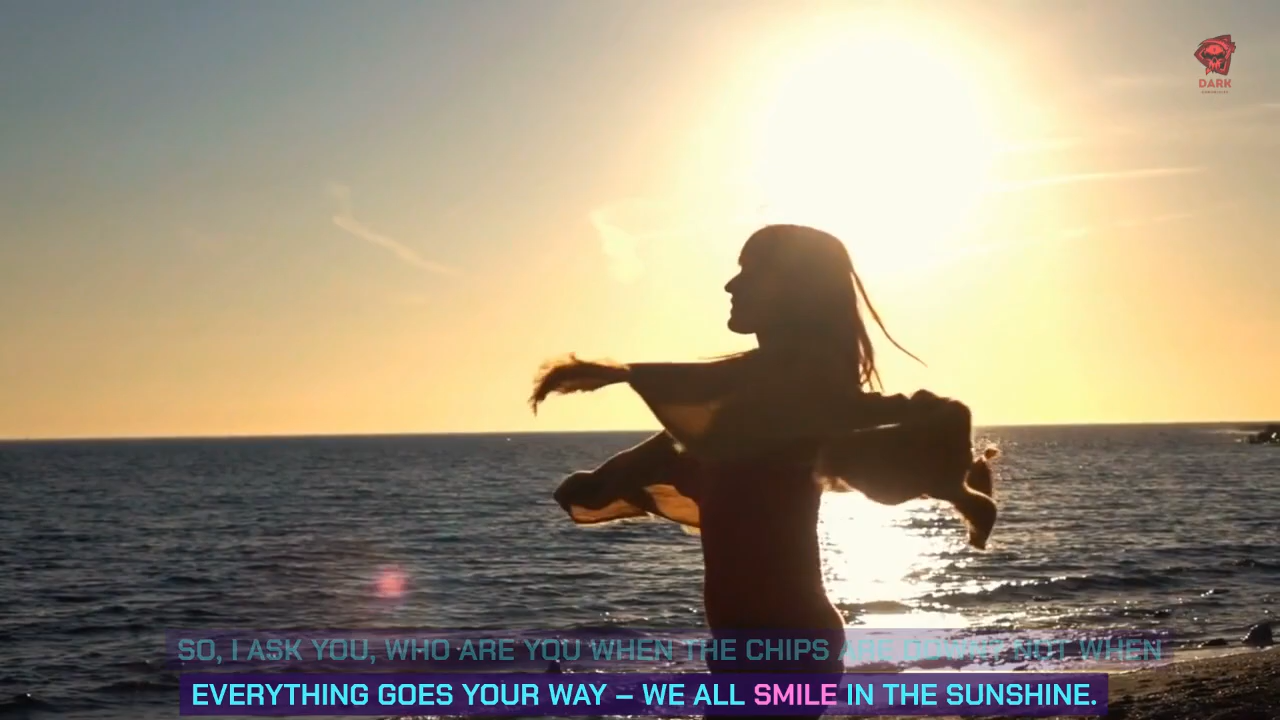 DARK
SO, I ASK YOU, WHO ARE YOU WHEN THE CHIPS ARE DOWN? NOT WHEN
EVERYTHING GOES YOUR WAY – WE ALL SMILE IN THE SUNSHINE.